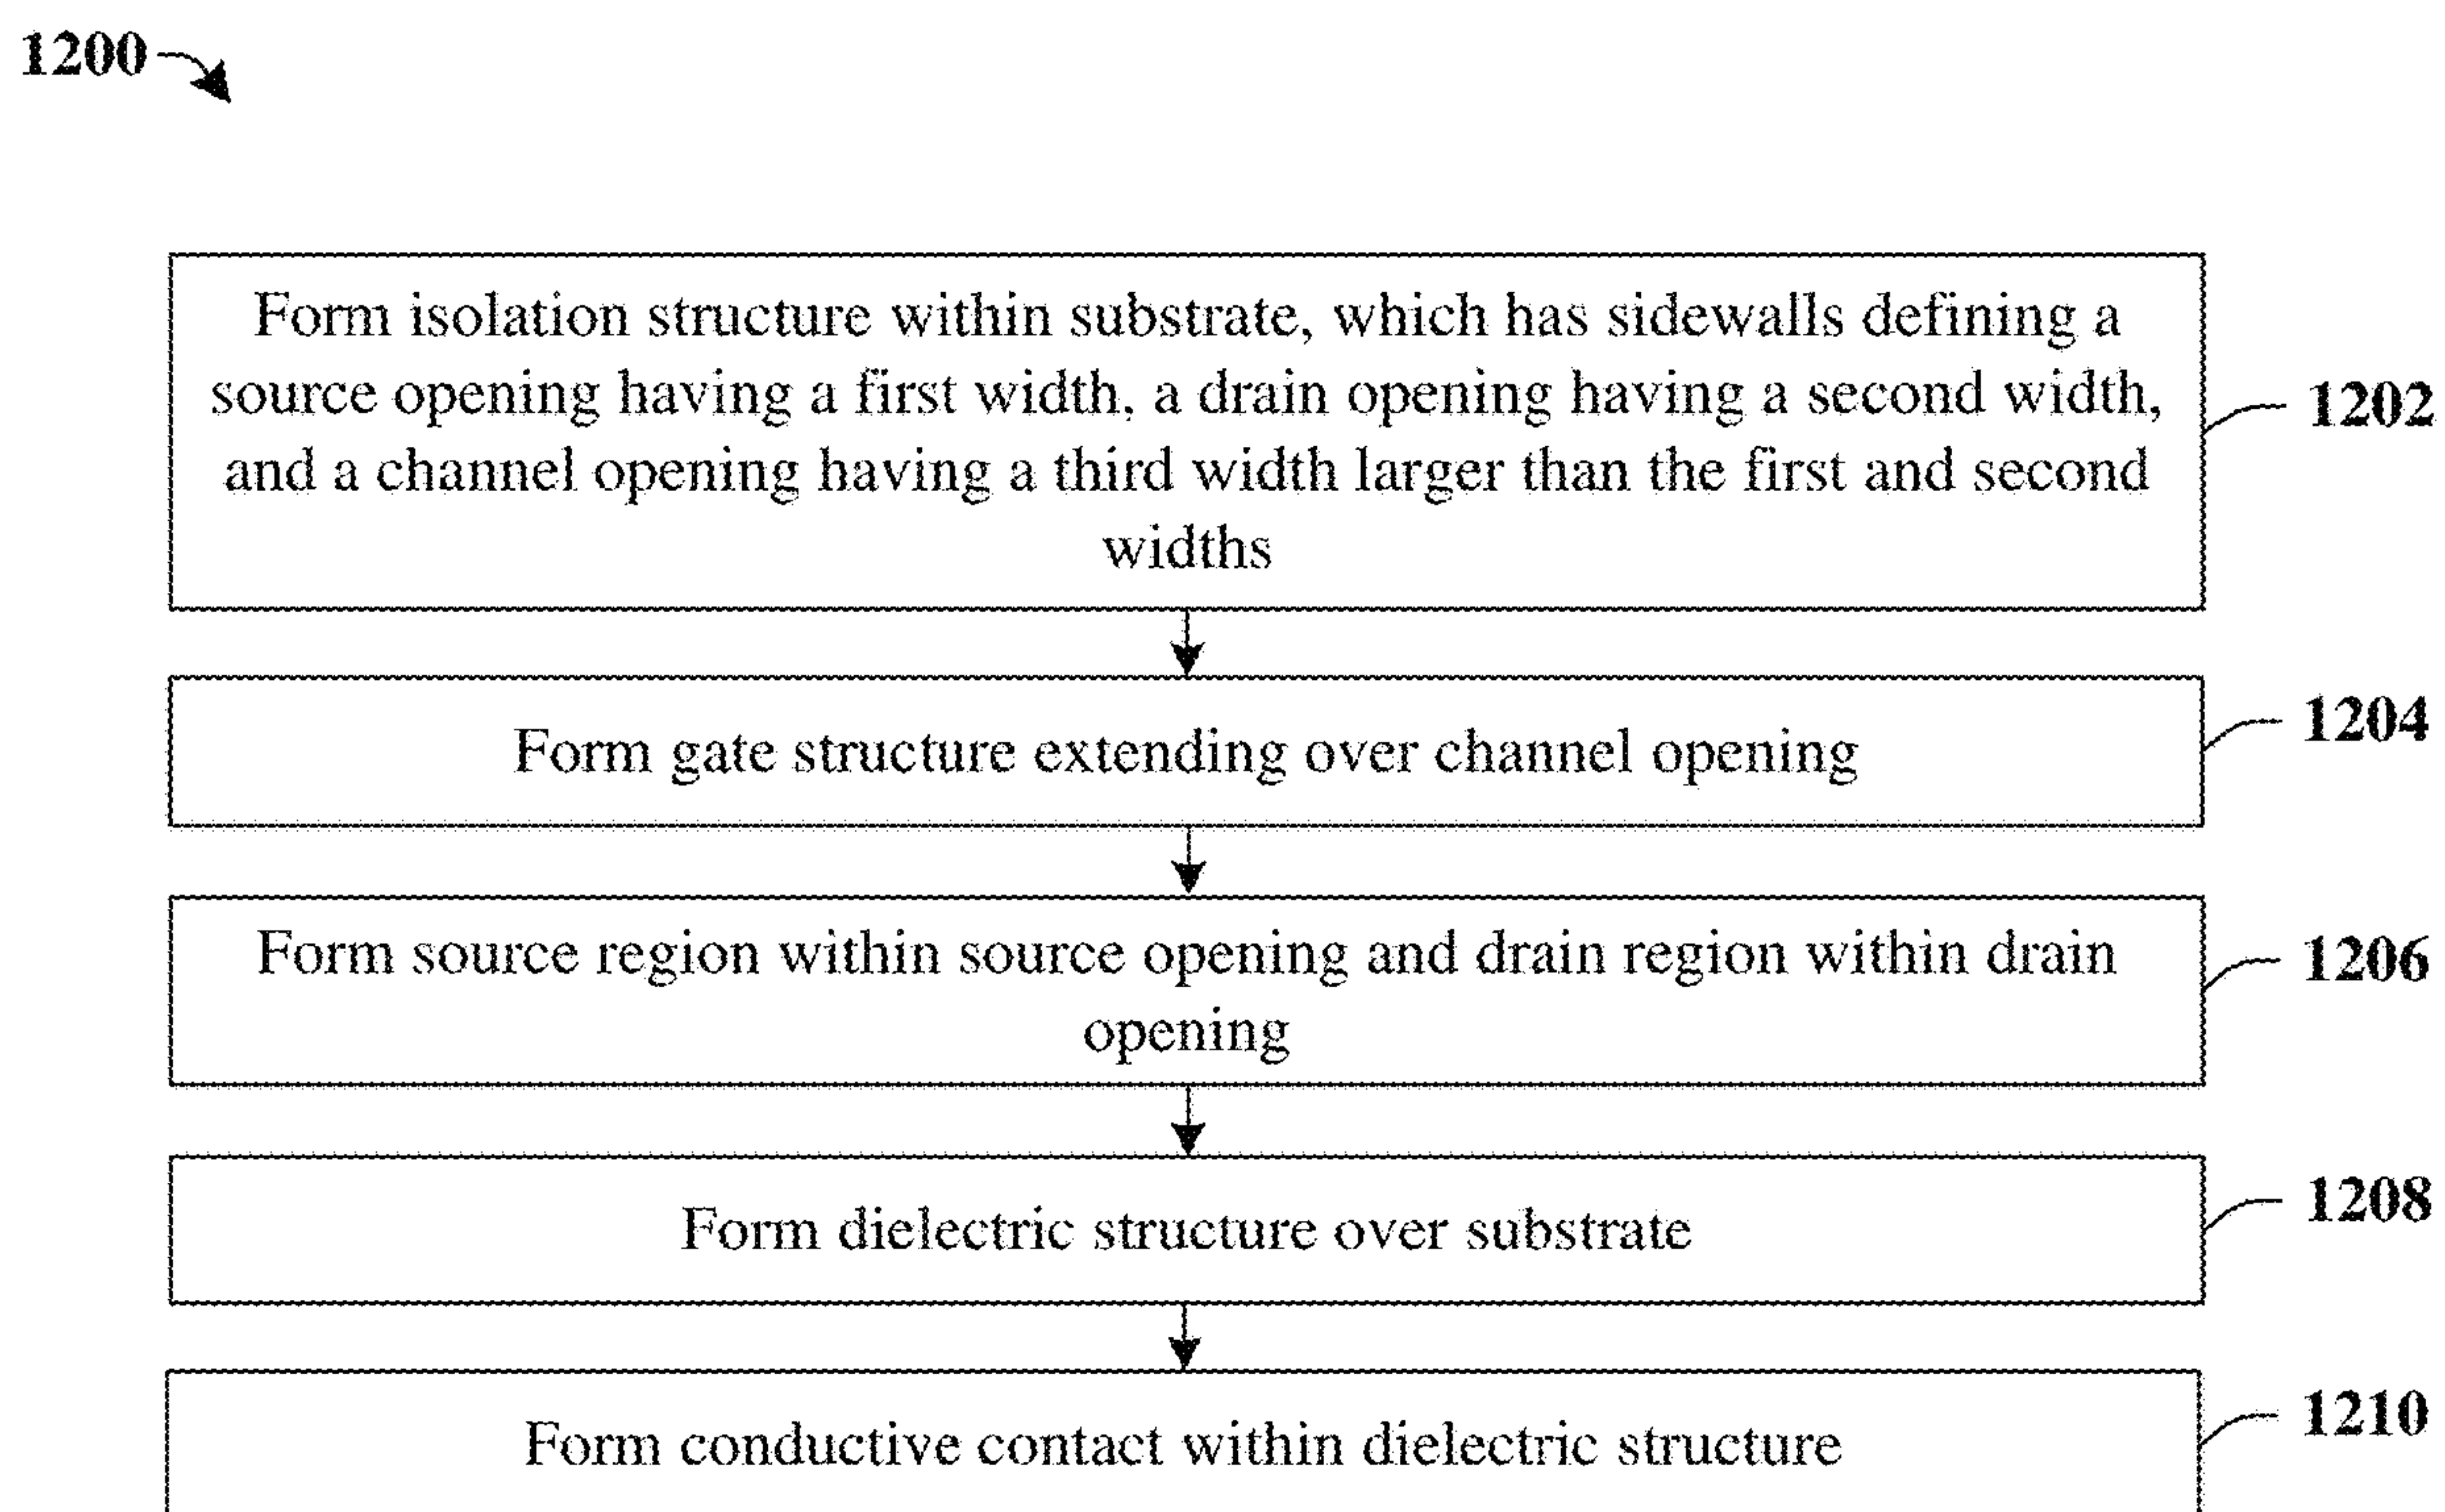 1200
Form isolation structure within substrate, which has sidewalls defining a
source opening having a first width, a drain opening having a second width,
and a channel opening having a third width larger than the first and second
widths
1202
Form gate structure extending over channel opening
1204
Form source region within source opening and drain region within drain
opening
1206
Form dielectric structure over substrate
1208
Form conductive contact within dielectric structure
1210